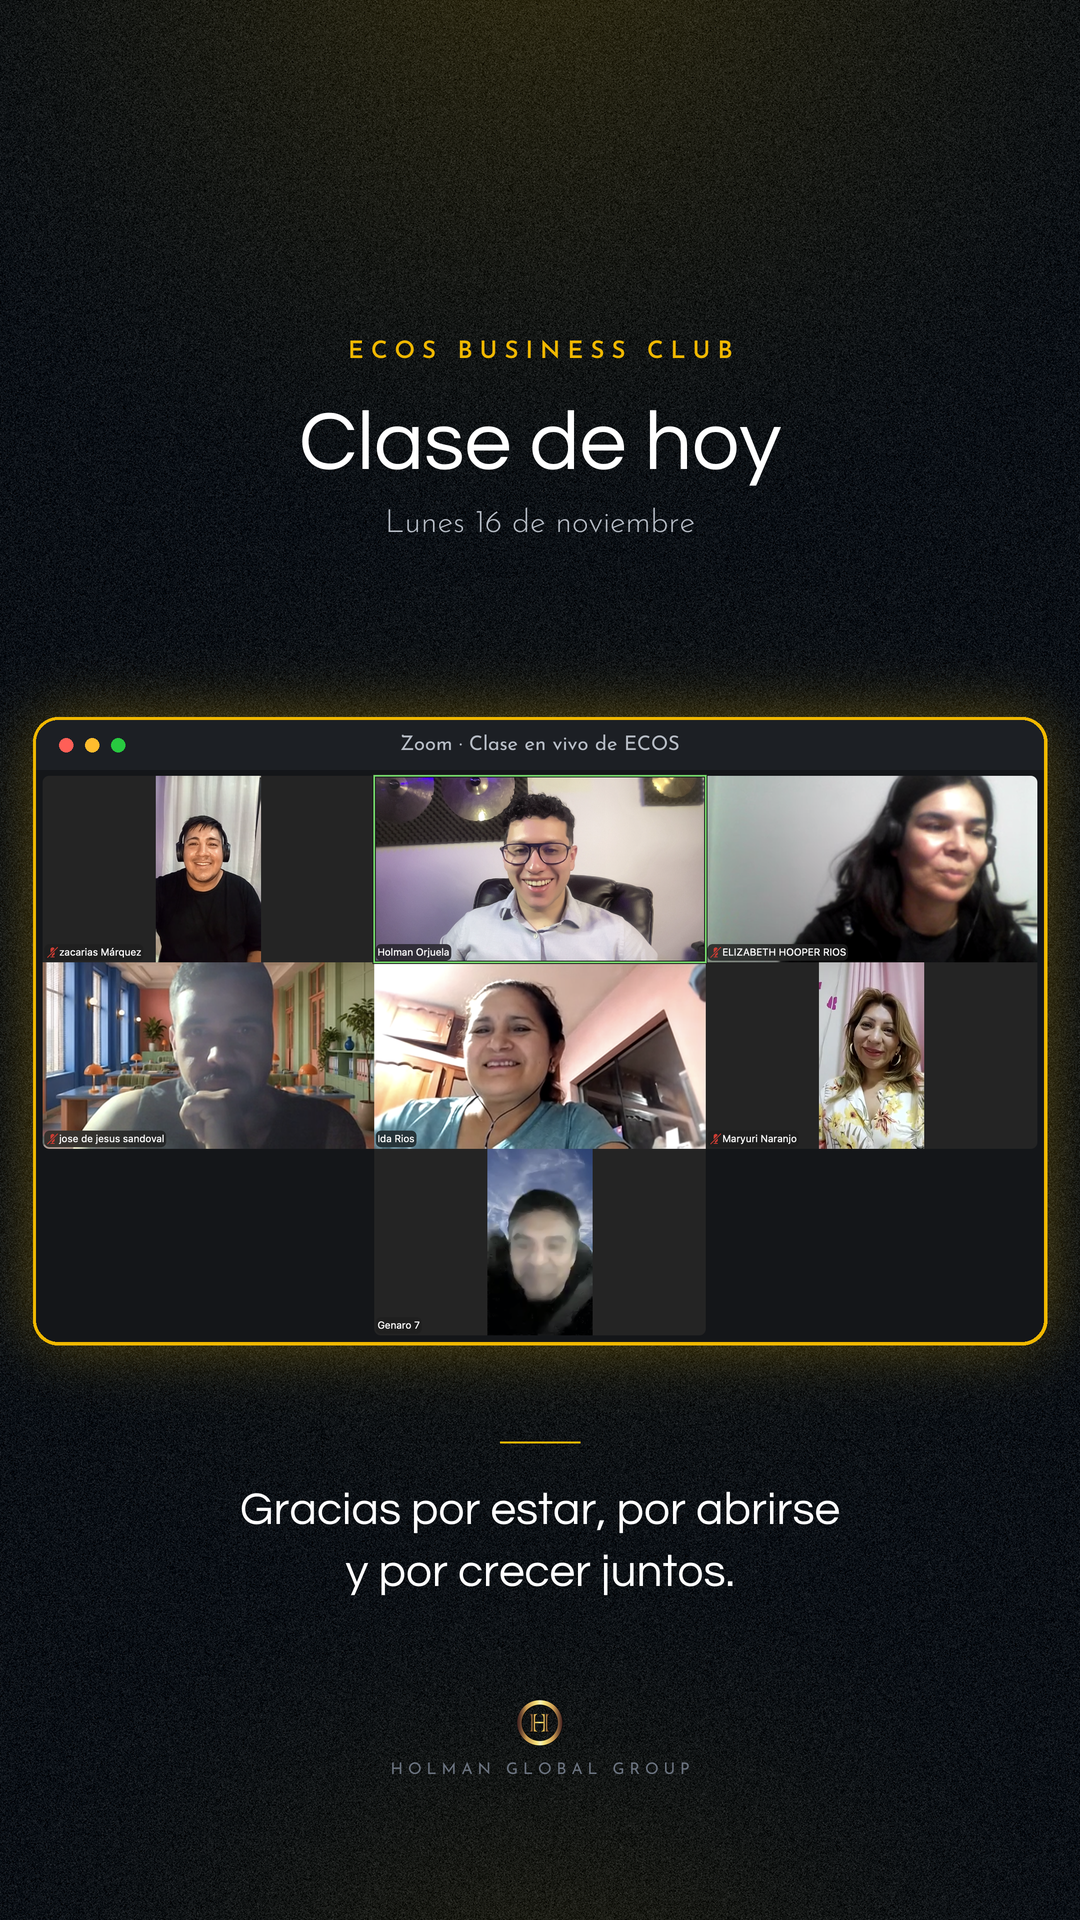 ECOS BUSINESS CLUB
Clase de hoy
Lunes 16 de noviembre
Zoom · Clase en vivo de ECOS
zacarias Márquez
Holman Orjuela
ELIZABETH HOOPER RIOS
jose de jesus sandoval
Ida Rios
Maryuri Naranjo
Genaro 7
Gracias por estar, por abrirse
y por crecer juntos.
H
HOLMAN GLOBAL GROUP